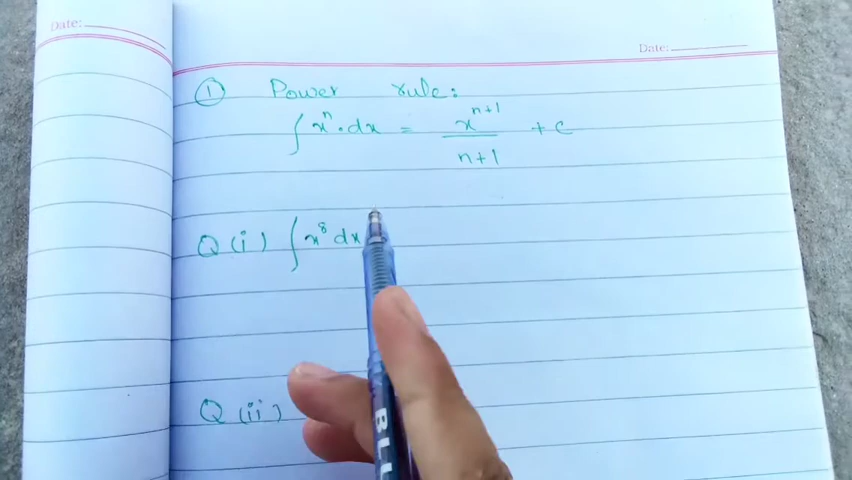 Date:
Date:
① Power rule:
∫ xⁿ · dx = xⁿ⁺¹ / n+1 + c
Q (i) ∫ x⁸ dx
Q (ii)